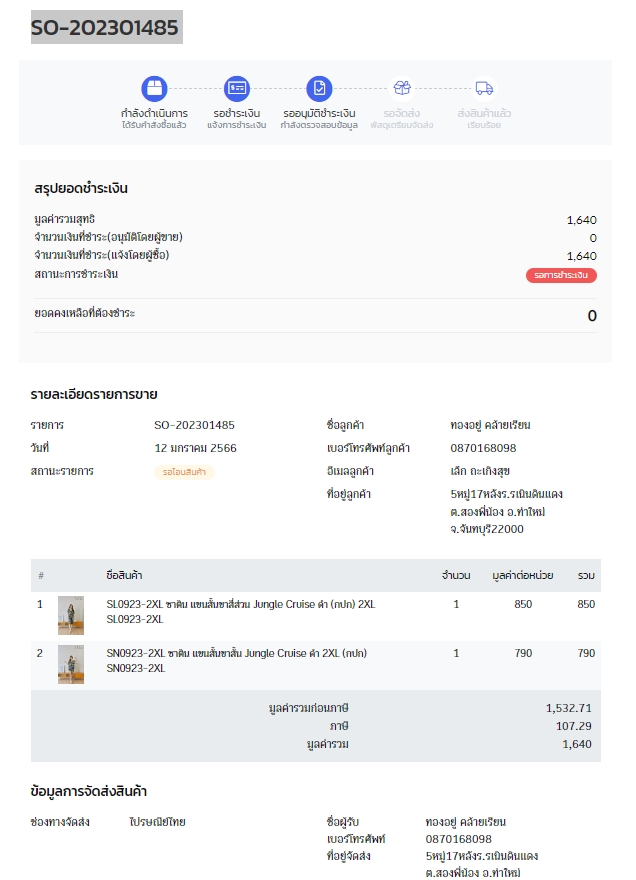 SO-202301485
กำลังดำเนินการ
ได้รับคำสั่งซื้อแล้ว
รอชำระเงิน
แจ้งการชำระเงิน
รออนุมัติชำระเงิน
กำลังตรวจสอบข้อมูล
รอจัดส่ง
พัสดุเตรียมจัดส่ง
ส่งสินค้าแล้ว
เรียบร้อย
สรุปยอดชำระเงิน
มูลค่ารวมสุทธิ 1,640
จำนวนเงินที่ชำระ(อนุมัติโดยผู้ขาย) 0
จำนวนเงินที่ชำระ(แจ้งโดยผู้ซื้อ) 1,640
สถานะการชำระเงิน รอการชำระเงิน
ยอดคงเหลือที่ต้องชำระ 0
รายละเอียดรายการขาย
รายการ SO-202301485 ชื่อลูกค้า ทองอยู่ คล้ายเรียน
วันที่ 12 มกราคม 2566 เบอร์โทรศัพท์ลูกค้า 0870168098
สถานะรายการ รอโอนสินค้า อีเมลลูกค้า เล็ก ถะเกิงสุข
ที่อยู่ลูกค้า 5หมู่17หลังร.รเนินดินแดง
ต.สองพี่น้อง อ.ท่าใหม่
จ.จันทบุรี22000
# ชื่อสินค้า จำนวน มูลค่าต่อหน่วย รวม
1 SL0923-2XL ซาติน แขนสั้นขาสี่ส่วน Jungle Cruise ดำ (กปก) 2XL 1 850 850
SL0923-2XL
2 SN0923-2XL ซาติน แขนสั้นขาสั้น Jungle Cruise ดำ 2XL (กปก) 1 790 790
SN0923-2XL
มูลค่ารวมก่อนภาษี 1,532.71
ภาษี 107.29
มูลค่ารวม 1,640
ข้อมูลการจัดส่งสินค้า
ช่องทางจัดส่ง ไปรษณีย์ไทย ชื่อผู้รับ ทองอยู่ คล้ายเรียน
เบอร์โทรศัพท์ 0870168098
ที่อยู่จัดส่ง 5หมู่17หลังร.รเนินดินแดง
ต.สองพี่น้อง อ.ท่าใหม่